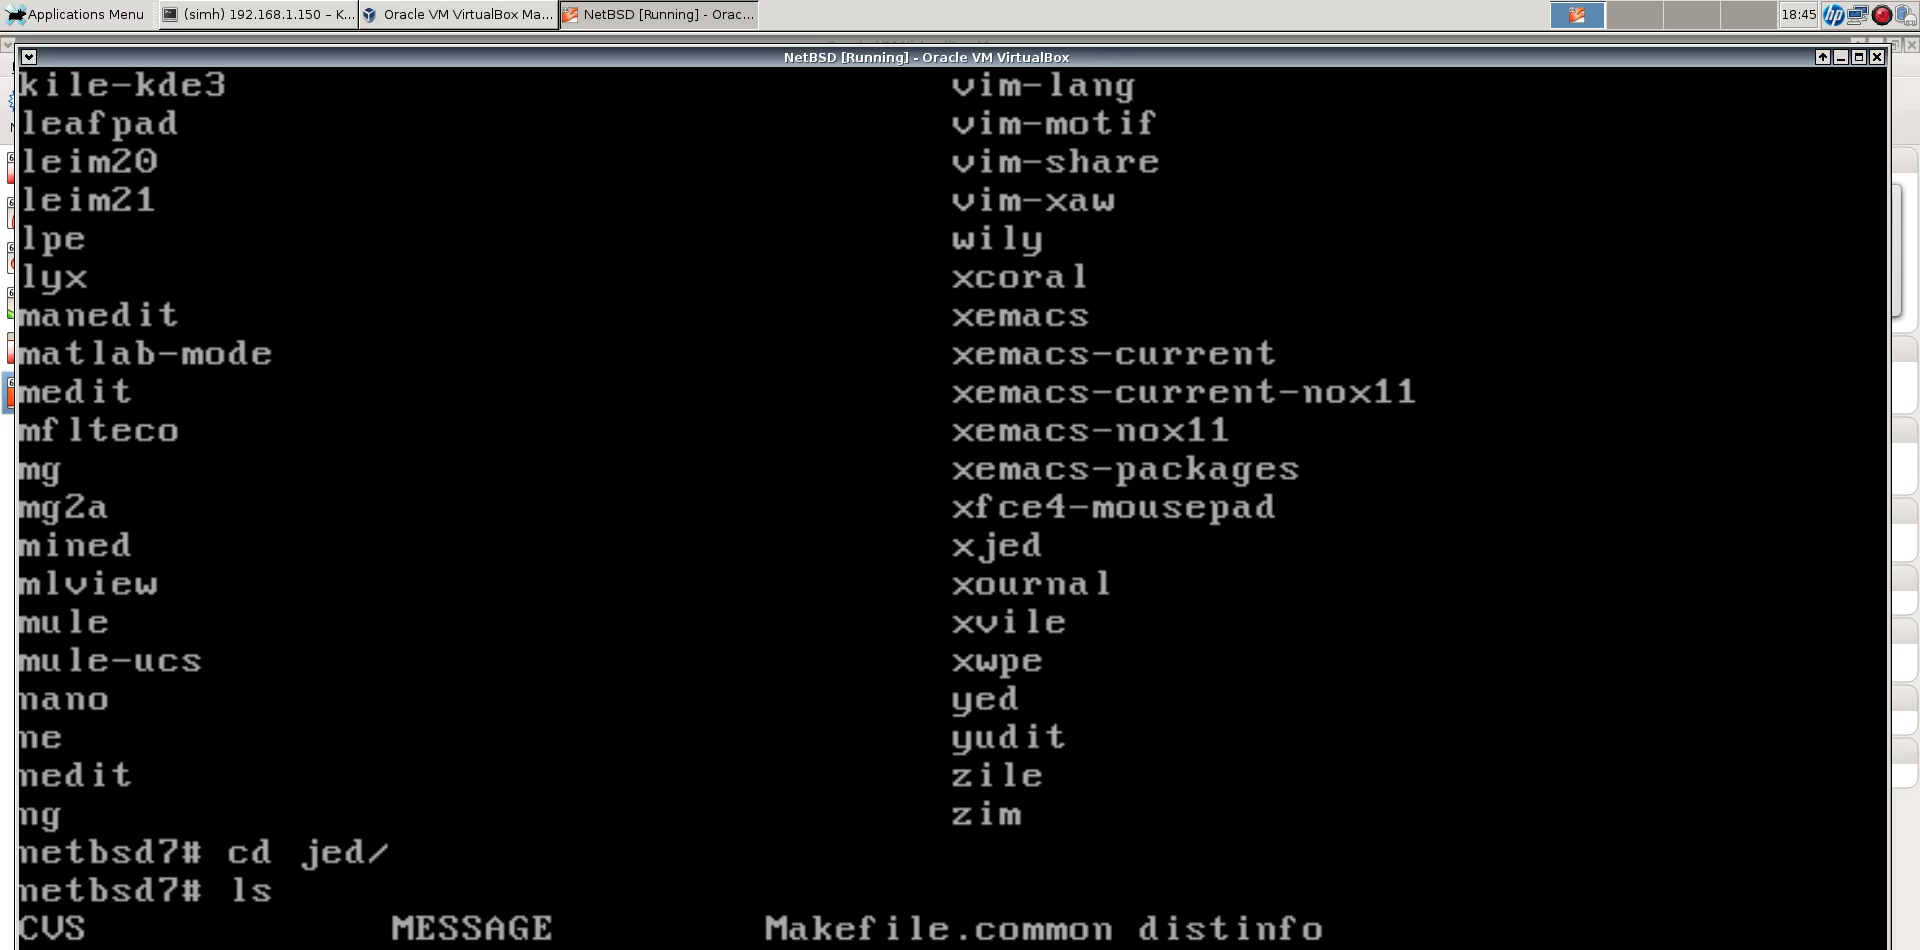 Applications Menu (simh) 192.168.1.150 – K... Oracle VM VirtualBox Ma... NetBSD [Running] - Orac... 18:45 hp
NetBSD [Running] - Oracle VM VirtualBox
kile-kde3 vim-lang
leafpad vim-motif
leim20 vim-share
leim21 vim-xaw
lpe wily
lyx xcoral
manedit xemacs
matlab-mode xemacs-current
medit xemacs-current-nox11
mflteco xemacs-nox11
mg xemacs-packages
mg2a xfce4-mousepad
mined xjed
mlview xournal
mule xvile
mule-ucs xwpe
nano yed
ne yudit
nedit zile
ng zim
netbsd7# cd jed/
netbsd7# ls
CVS MESSAGE Makefile.common distinfo